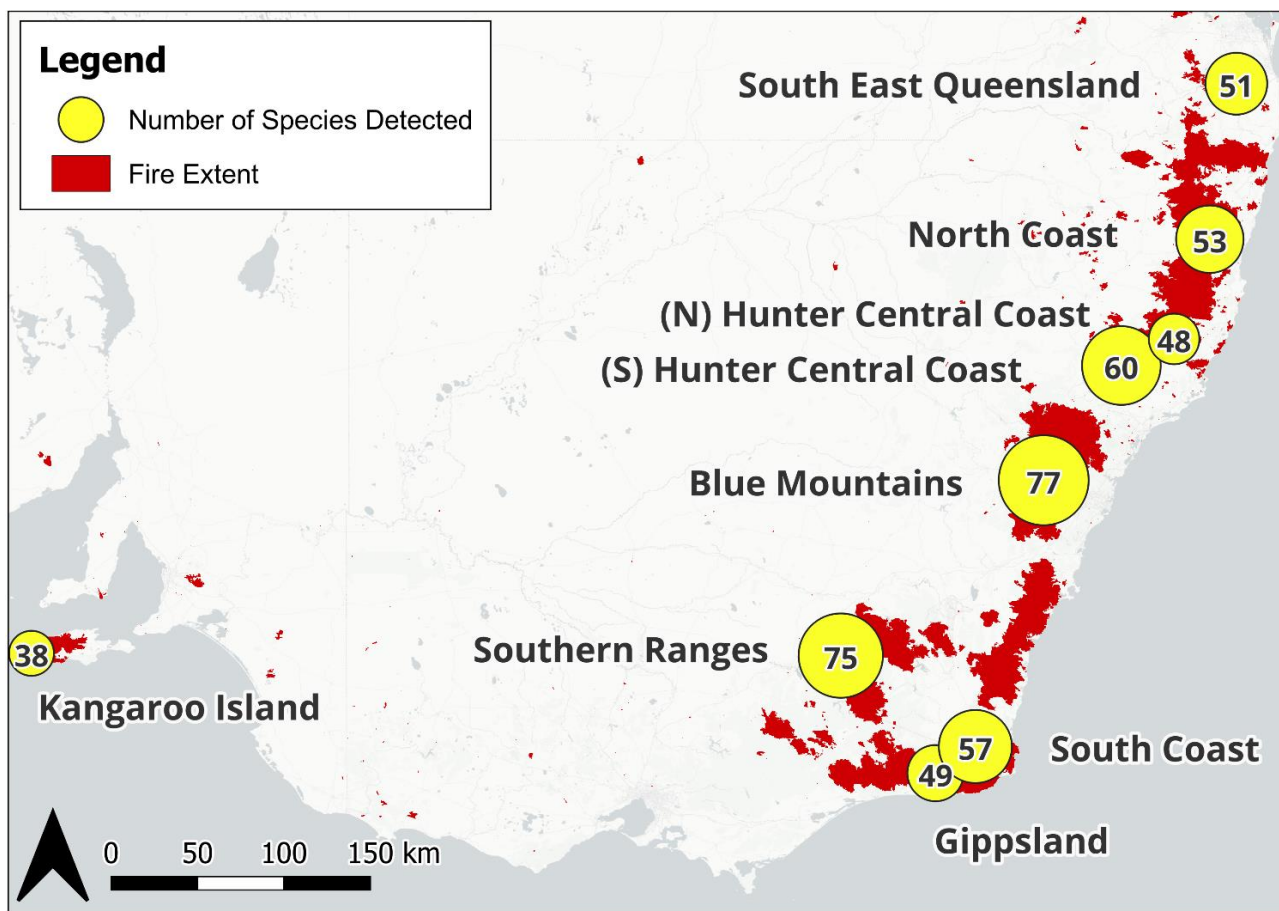 Legend
Number of Species Detected
Fire Extent
South East Queensland
51
North Coast
53
(N) Hunter Central Coast
48
(S) Hunter Central Coast
60
Blue Mountains
77
Southern Ranges
75
38
Kangaroo Island
57
South Coast
49
Gippsland
0 50 100 150 km